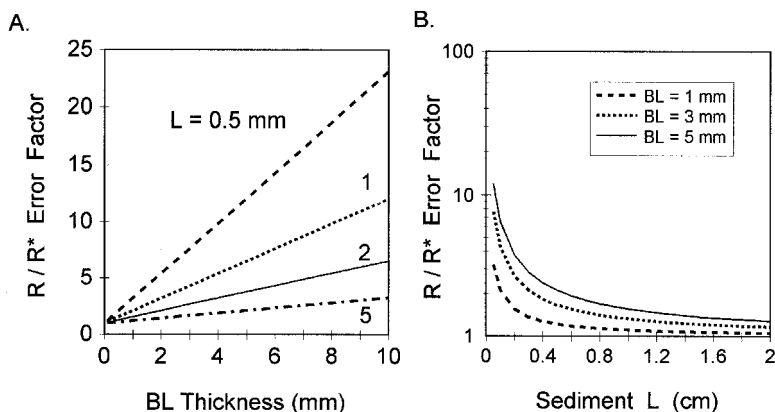 A.
R / R* Error Factor
25
20
15
10
5
0
L = 0.5 mm
1
2
5
0 2 4 6 8 10
BL Thickness (mm)
B.
R / R* Error Factor
100
10
1
BL = 1 mm
BL = 3 mm
BL = 5 mm
0 0.4 0.8 1.2 1.6 2
Sediment L (cm)